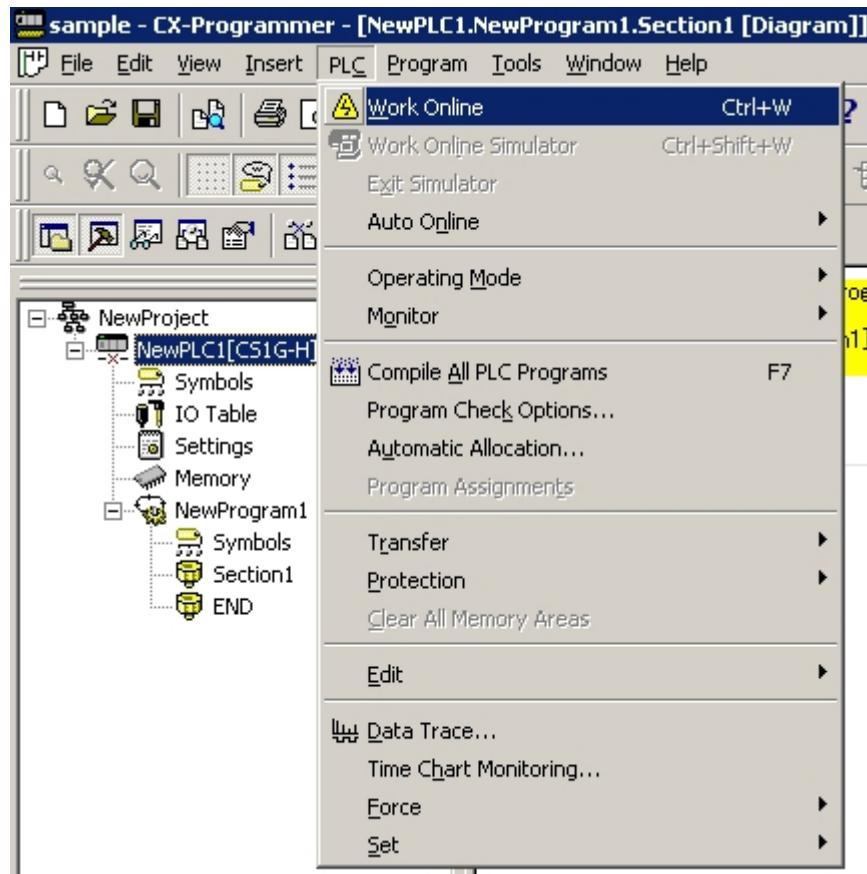 sample - CX-Programmer - [NewPLC1.NewProgram1.Section1 [Diagram]]
File Edit View Insert PLC Program Tools Window Help
Work Online Ctrl+W
Work Online Simulator Ctrl+Shift+W
Exit Simulator
Auto Online
Operating Mode
Monitor
Compile All PLC Programs F7
Program Check Options...
Automatic Allocation...
Program Assignments
Transfer
Protection
Clear All Memory Areas
Edit
Data Trace...
Time Chart Monitoring...
Force
Set
NewProject
NewPLC1[CS1G-H]
Symbols
IO Table
Settings
Memory
NewProgram1
Symbols
Section1
END